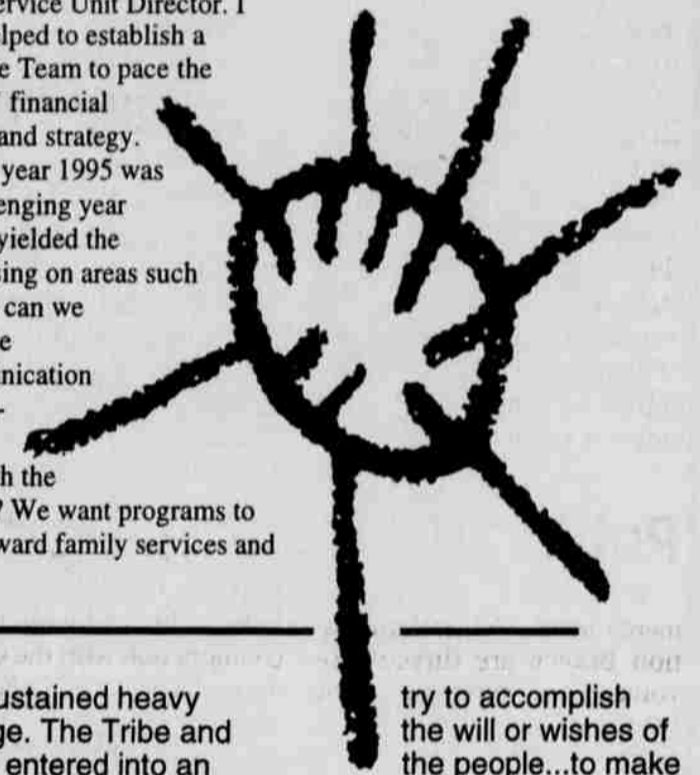 ervice Unit Director. I
elped to establish a
e Team to pace the
financial
and strategy.
year 1995 was
enging year
yielded the
sing on areas such
can we
e
nication
-
h the
? We want programs to
ward family services and
ustained heavy
ge. The Tribe and
entered into an
try to accomplish
the will or wishes of
the people...to make